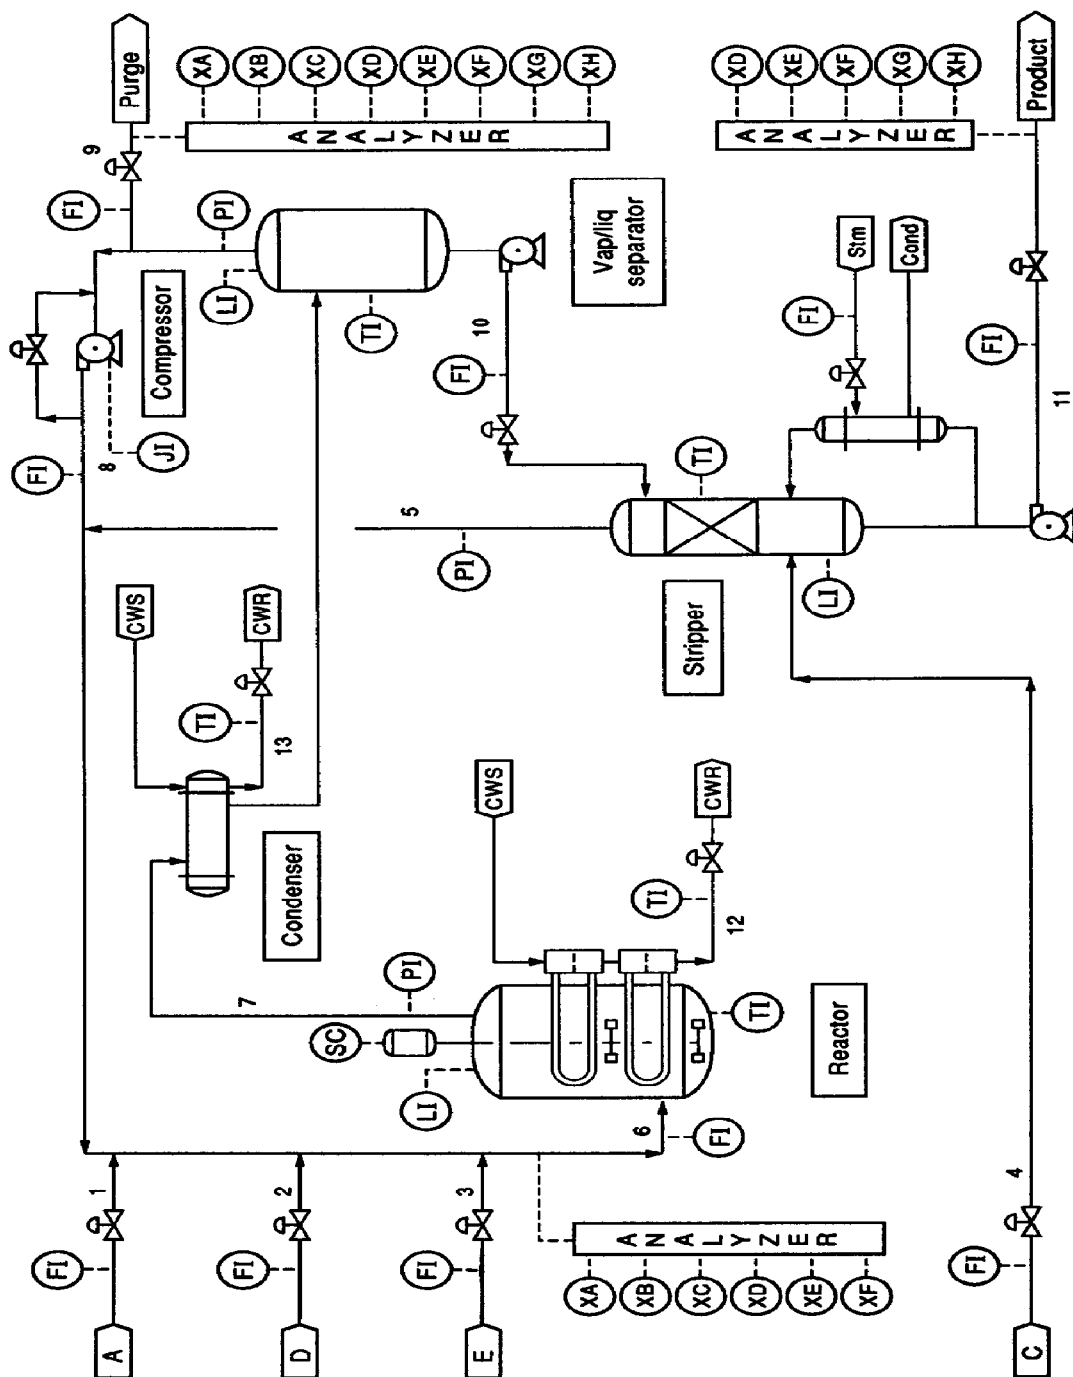 FI
FI
1
A
8
FI
9
Purge
CWS
JI
Compressor
TI
CWR
13
XA
XB
XC
XD
XE
XF
XG
XH
ANALYZER
FI
2
D
7
Condenser
LI
PI
TI
SC
PI
LI
5
PI
10
FI
Vap/liq
separator
FI
3
E
CWS
CWR
TI
12
6
FI
TI
Reactor
XA
XB
XC
XD
XE
XF
ANALYZER
Stripper
TI
LI
FI
Stm
Cond
XD
XE
XF
XG
XH
ANALYZER
FI
4
C
FI
11
Product